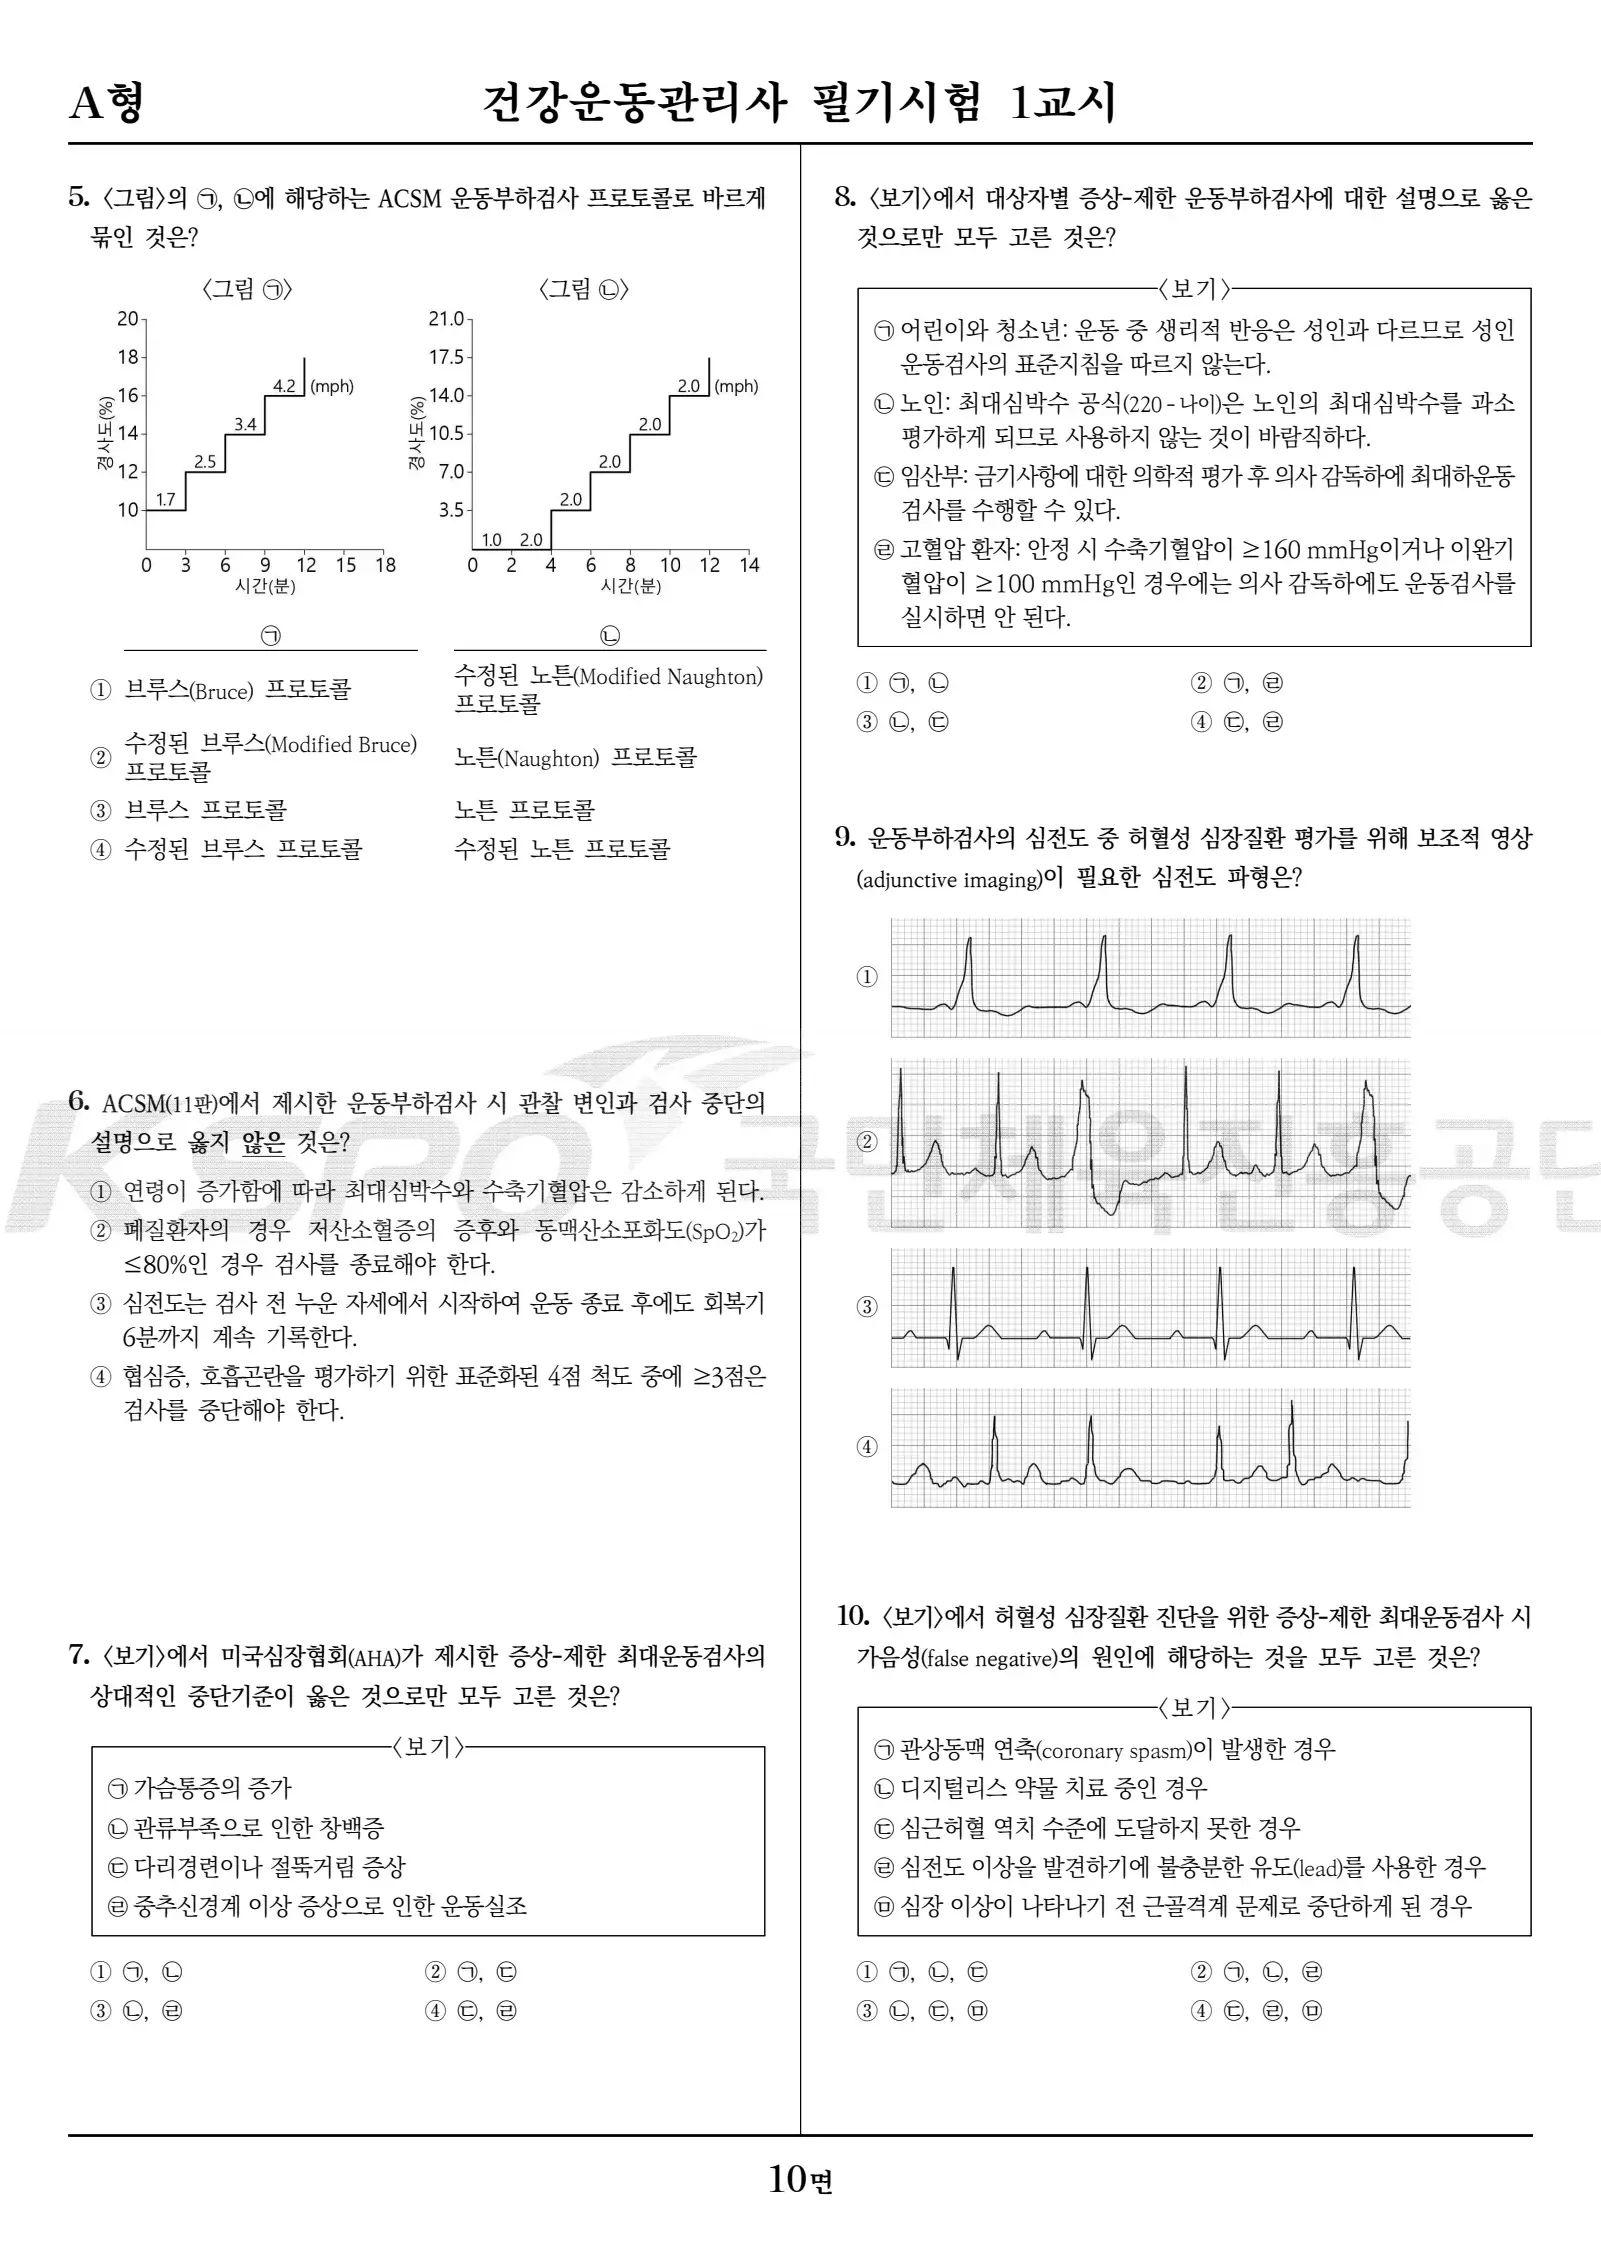 A형
건강운동관리사 필기시험 1교시
5. 〈그림〉의 ㉠, ㉡에 해당하는 ACSM 운동부하검사 프로토콜로 바르게
묶인 것은?
〈그림 ㉠〉
20
18
16
14
12
10
경사도(%)
1.7
2.5
3.4
4.2
(mph)
0 3 6 9 12 15 18
시간(분)
〈그림 ㉡〉
21.0
17.5
14.0
10.5
7.0
3.5
경사도(%)
1.0
2.0
2.0
2.0
2.0
2.0
(mph)
0 2 4 6 8 10 12 14
시간(분)
㉠ ㉡
① 브루스(Bruce) 프로토콜 수정된 노튼(Modified Naughton)
프로토콜
② 수정된 브루스(Modified Bruce)
프로토콜 노튼(Naughton) 프로토콜
③ 브루스 프로토콜 노튼 프로토콜
④ 수정된 브루스 프로토콜 수정된 노튼 프로토콜
6. ACSM(11판)에서 제시한 운동부하검사 시 관찰 변인과 검사 중단의
설명으로 옳지 않은 것은?
① 연령이 증가함에 따라 최대심박수와 수축기혈압은 감소하게 된다.
② 폐질환자의 경우 저산소혈증의 증후와 동맥산소포화도(SpO₂)가
≤80%인 경우 검사를 종료해야 한다.
③ 심전도는 검사 전 누운 자세에서 시작하여 운동 종료 후에도 회복기
6분까지 계속 기록한다.
④ 협심증, 호흡곤란을 평가하기 위한 표준화된 4점 척도 중에 ≥3점은
검사를 중단해야 한다.
7. 〈보기〉에서 미국심장협회(AHA)가 제시한 증상-제한 최대운동검사의
상대적인 중단기준이 옳은 것으로만 모두 고른 것은?
〈보기〉
㉠ 가슴통증의 증가
㉡ 관류부족으로 인한 창백증
㉢ 다리경련이나 절뚝거림 증상
㉣ 중추신경계 이상 증상으로 인한 운동실조
① ㉠, ㉡ ② ㉠, ㉢
③ ㉡, ㉣ ④ ㉢, ㉣
8. 〈보기〉에서 대상자별 증상-제한 운동부하검사에 대한 설명으로 옳은
것으로만 모두 고른 것은?
〈보기〉
㉠ 어린이와 청소년: 운동 중 생리적 반응은 성인과 다르므로 성인
운동검사의 표준지침을 따르지 않는다.
㉡ 노인: 최대심박수 공식(220-나이)은 노인의 최대심박수를 과소
평가하게 되므로 사용하지 않는 것이 바람직하다.
㉢ 임산부: 금기사항에 대한 의학적 평가 후 의사 감독하에 최대하운동
검사를 수행할 수 있다.
㉣ 고혈압 환자: 안정 시 수축기혈압이 ≥160 mmHg이거나 이완기
혈압이 ≥100 mmHg인 경우에는 의사 감독하에도 운동검사를
실시하면 안 된다.
① ㉠, ㉡ ② ㉠, ㉣
③ ㉡, ㉢ ④ ㉢, ㉣
9. 운동부하검사의 심전도 중 허혈성 심장질환 평가를 위해 보조적 영상
(adjunctive imaging)이 필요한 심전도 파형은?
①
②
③
④
10. 〈보기〉에서 허혈성 심장질환 진단을 위한 증상-제한 최대운동검사 시
가음성(false negative)의 원인에 해당하는 것을 모두 고른 것은?
〈보기〉
㉠ 관상동맥 연축(coronary spasm)이 발생한 경우
㉡ 디지털리스 약물 치료 중인 경우
㉢ 심근허혈 역치 수준에 도달하지 못한 경우
㉣ 심전도 이상을 발견하기에 불충분한 유도(lead)를 사용한 경우
㉤ 심장 이상이 나타나기 전 근골격계 문제로 중단하게 된 경우
① ㉠, ㉡, ㉢ ② ㉠, ㉡, ㉣
③ ㉡, ㉢, ㉤ ④ ㉢, ㉣, ㉤
KSPO 국민체육진흥공단
10면